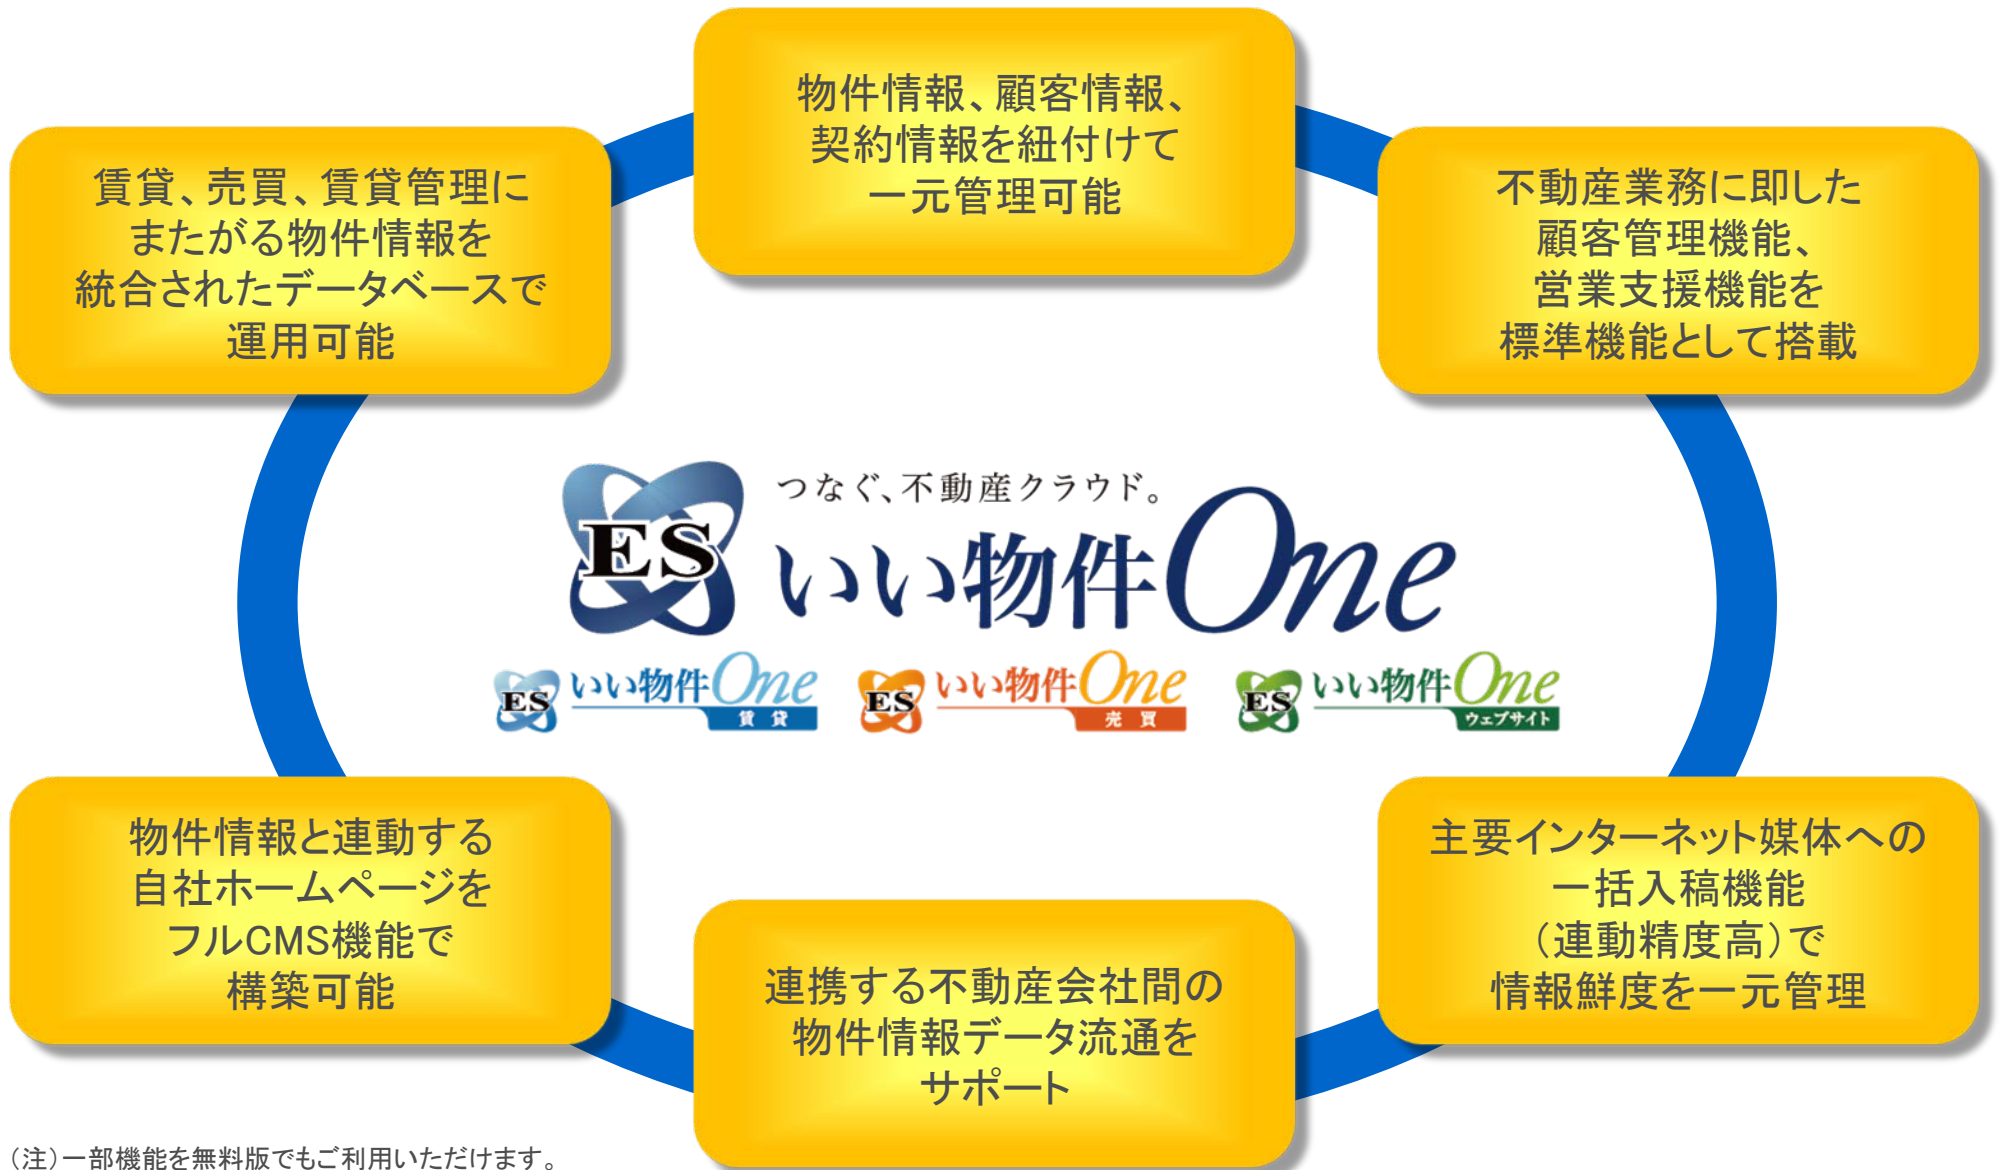 物件情報、顧客情報、
契約情報を紐付けて
一元管理可能
賃貸、売買、賃貸管理に
またがる物件情報を
統合されたデータベースで
運用可能
不動産業務に即した
顧客管理機能、
営業支援機能を
標準機能として搭載
つなぐ、不動産クラウド。
ES いい物件One
ES いい物件One
賃貸
ES いい物件One
売買
ES いい物件One
ウェブサイト
物件情報と連動する
自社ホームページを
フルCMS機能で
構築可能
主要インターネット媒体への
一括入稿機能
（連動精度高）で
情報鮮度を一元管理
連携する不動産会社間の
物件情報データ流通を
サポート
（注）一部機能を無料版でもご利用いただけます。